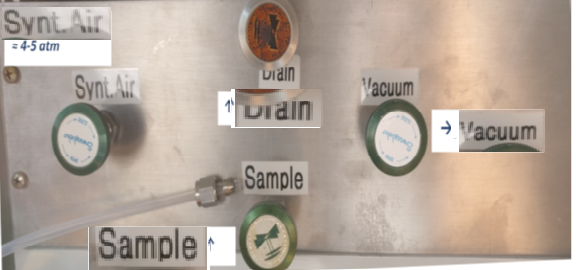 Synt. Air
≈ 4-5 atm
Synt. Air
Drain
↑ Drain
Vacuum
→ Vacuum
Sample
Sample ↑